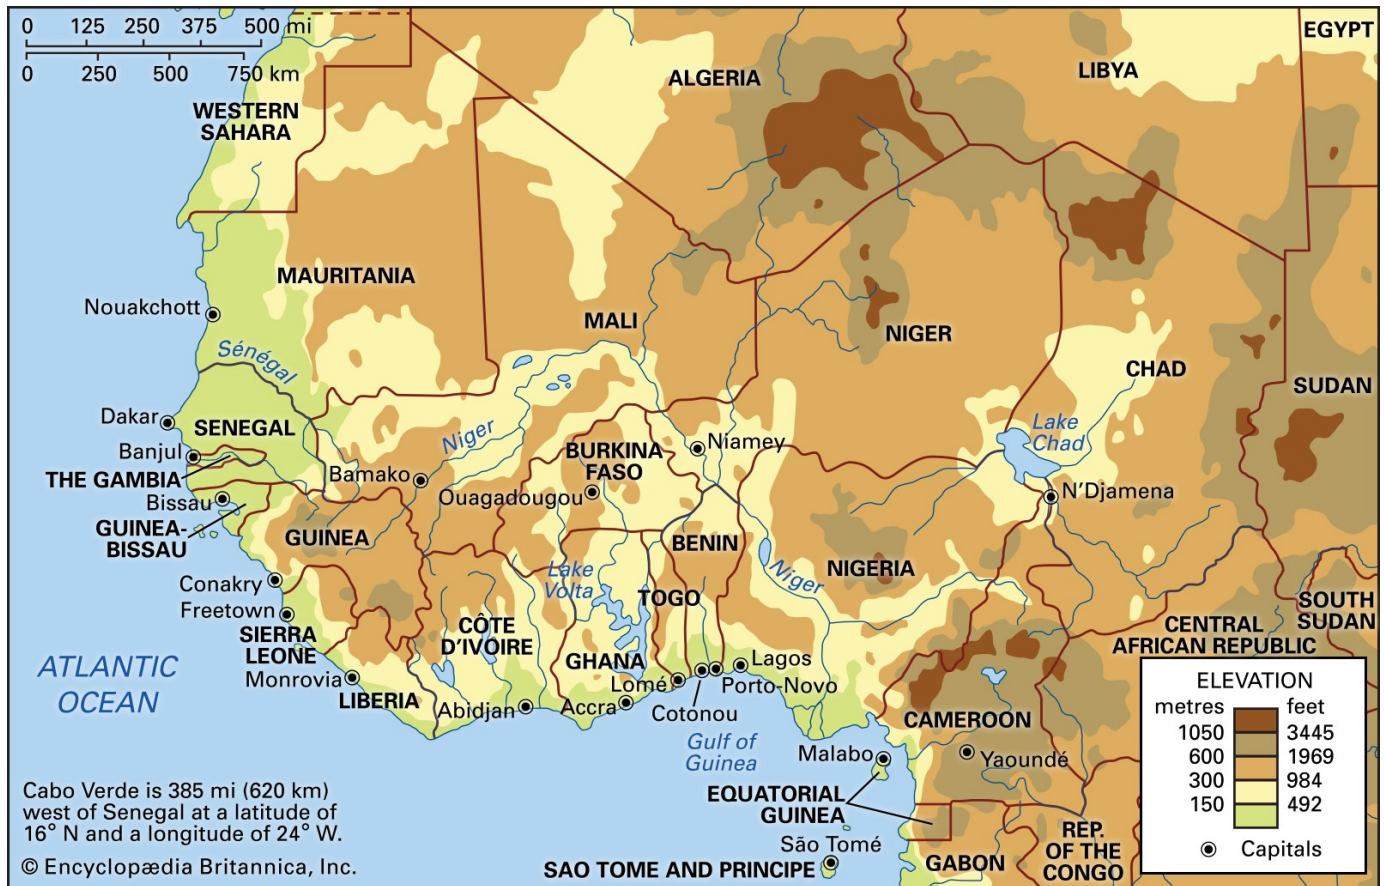 0 125 250 375 500 mi
0 250 500 750 km
EGYPT
ALGERIA
LIBYA
WESTERN
SAHARA
MAURITANIA
Nouakchott
MALI
NIGER
CHAD
SUDAN
Sénégal
Dakar
SENEGAL
Banjul
THE GAMBIA
Bissau
GUINEA-
BISSAU
Bamako
Niger
BURKINA
FASO
Ouagadougou
Niamey
Lake
Chad
N'Djamena
GUINEA
Conakry
Freetown
SIERRA
LEONE
Monrovia
LIBERIA
CÔTE
D'IVOIRE
Abidjan
Lake
Volta
GHANA
Accra
TOGO
Lomé
BENIN
Cotonou
Porto-Novo
Lagos
Niger
NIGERIA
CENTRAL
AFRICAN REPUBLIC
SOUTH
SUDAN
ATLANTIC
OCEAN
Gulf of
Guinea
CAMEROON
Yaoundé
Malabo
EQUATORIAL
GUINEA
São Tomé
SAO TOME AND PRINCIPE
GABON
REP.
OF THE
CONGO
ELEVATION
metres feet
1050 3445
600 1969
300 984
150 492
Capitals
Cabo Verde is 385 mi (620 km)
west of Senegal at a latitude of
16° N and a longitude of 24° W.
© Encyclopædia Britannica, Inc.